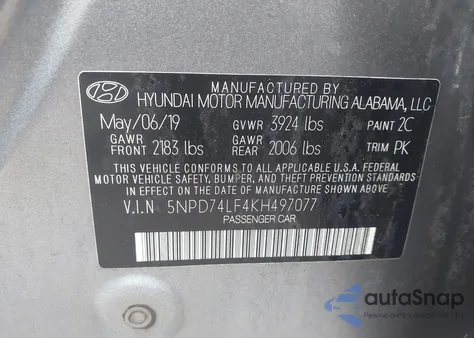 MANUFACTURED BY
HYUNDAI MOTOR MANUFACTURING ALABAMA, LLC
May/06/19 GVWR 3924 lbs PAINT 2C
GAWR FRONT 2183 lbs GAWR REAR 2006 lbs TRIM PK
THIS VEHICLE CONFORMS TO ALL APPLICABLE U.S.A. FEDERAL
MOTOR VEHICLE SAFETY, BUMPER, AND THEFT PREVENTION STANDARDS
IN EFFECT ON THE DATE OF MANUFACTURE SHOWN ABOVE.
V.I.N 5NPD74LF4KH497077
PASSENGER CAR
autoSnap